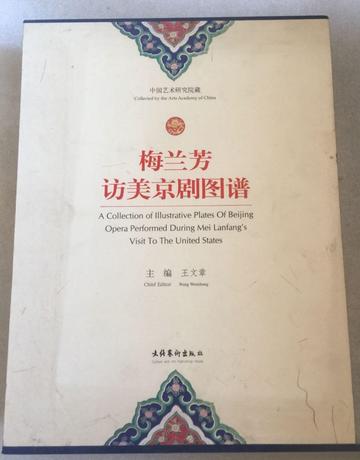 中国艺术研究院藏
Collected by the Arts Academy of China
梅兰芳
访美京剧图谱
A Collection of Illustrative Plates Of Beijing
Opera Performed During Mei Lanfang's
Visit To The United States
主 编 王文章
Chief Editor Wang Wenzhang
文化艺术出版社